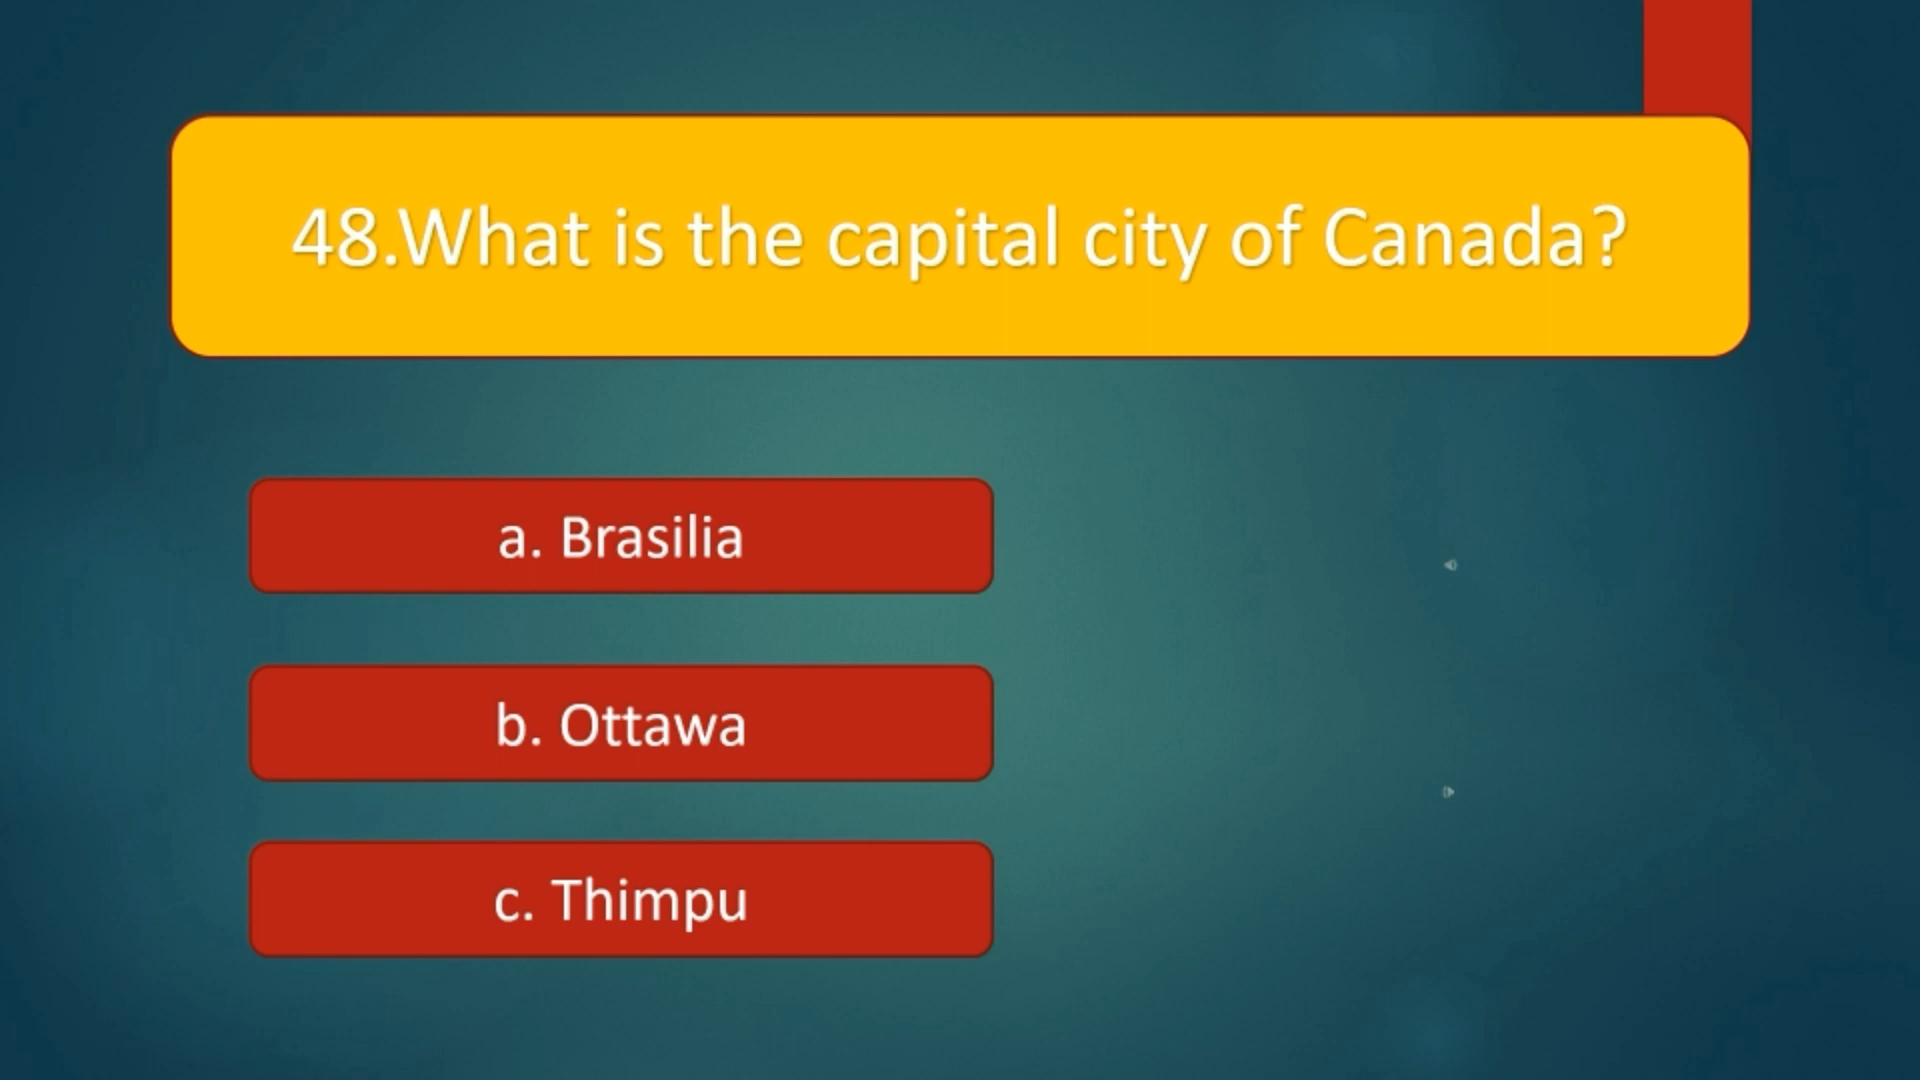 48.What is the capital city of Canada?
a. Brasilia
b. Ottawa
c. Thimpu